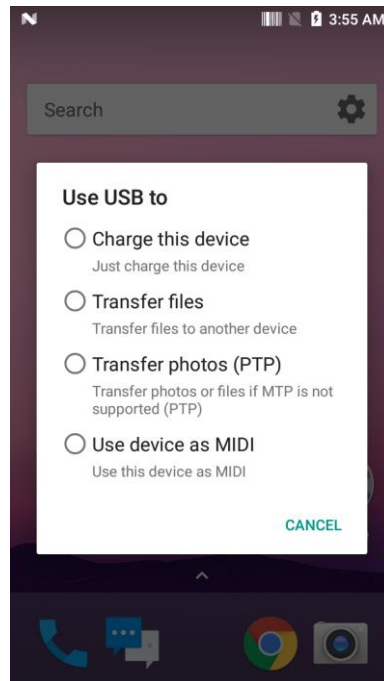 3:55 AM
Search
Use USB to
Charge this device
Just charge this device
Transfer files
Transfer files to another device
Transfer photos (PTP)
Transfer photos or files if MTP is not
supported (PTP)
Use device as MIDI
Use this device as MIDI
CANCEL